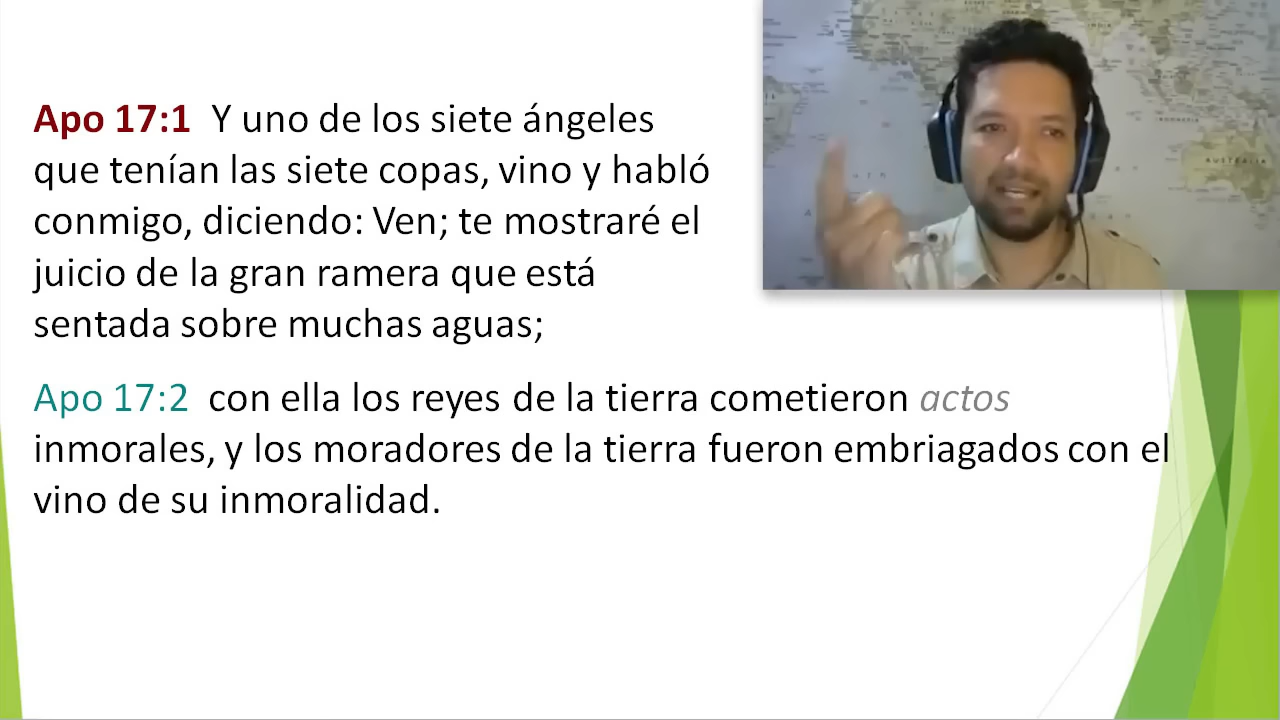 Apo 17:1 Y uno de los siete ángeles
que tenían las siete copas, vino y habló
conmigo, diciendo: Ven; te mostraré el
juicio de la gran ramera que está
sentada sobre muchas aguas;
Apo 17:2 con ella los reyes de la tierra cometieron actos
inmorales, y los moradores de la tierra fueron embriagados con el
vino de su inmoralidad.
AUSTRALIA